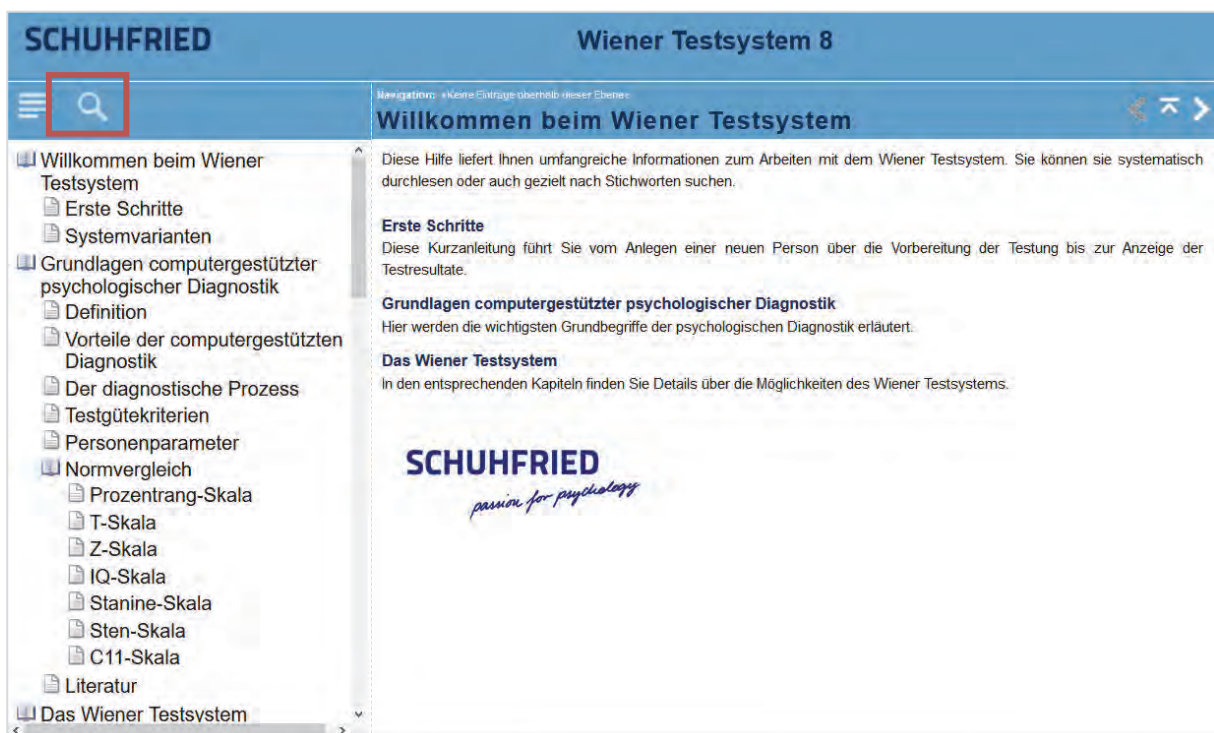 SCHUHFRIED
Wiener Testsystem 8
Navigation: »Keine Einträge oberhalb dieser Ebene«
Willkommen beim Wiener Testsystem
Willkommen beim Wiener
Testsystem
Erste Schritte
Systemvarianten
Grundlagen computergestützter
psychologischer Diagnostik
Definition
Vorteile der computergestützten
Diagnostik
Der diagnostische Prozess
Testgütekriterien
Personenparameter
Normvergleich
Prozentrang-Skala
T-Skala
Z-Skala
IQ-Skala
Stanine-Skala
Sten-Skala
C11-Skala
Literatur
Das Wiener Testsystem
Diese Hilfe liefert Ihnen umfangreiche Informationen zum Arbeiten mit dem Wiener Testsystem. Sie können sie systematisch
durchlesen oder auch gezielt nach Stichworten suchen.
Erste Schritte
Diese Kurzanleitung führt Sie vom Anlegen einer neuen Person über die Vorbereitung der Testung bis zur Anzeige der
Testresultate.
Grundlagen computergestützter psychologischer Diagnostik
Hier werden die wichtigsten Grundbegriffe der psychologischen Diagnostik erläutert.
Das Wiener Testsystem
In den entsprechenden Kapiteln finden Sie Details über die Möglichkeiten des Wiener Testsystems.
SCHUHFRIED
passion for psychology